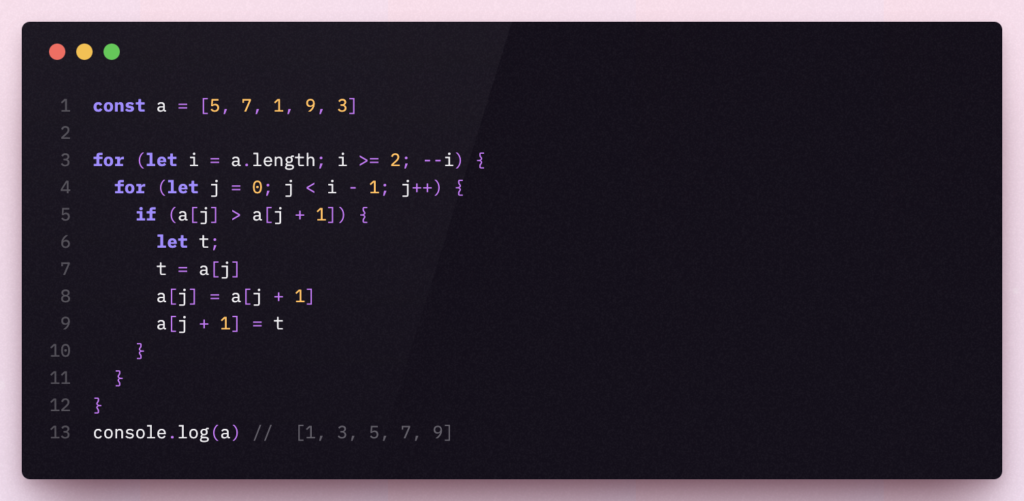 1 const a = [5, 7, 1, 9, 3]
2
3 for (let i = a.length; i >= 2; --i) {
4   for (let j = 0; j < i - 1; j++) {
5     if (a[j] > a[j + 1]) {
6       let t;
7       t = a[j]
8       a[j] = a[j + 1]
9       a[j + 1] = t
10     }
11   }
12 }
13 console.log(a) //  [1, 3, 5, 7, 9]